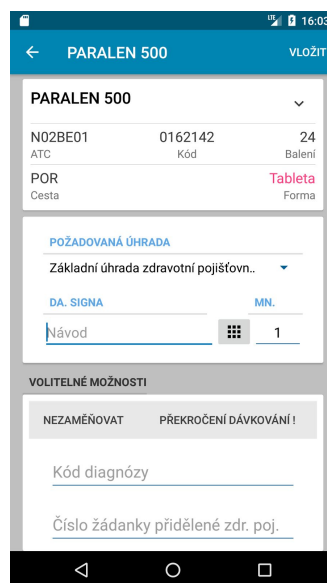 LTE 16:03
PARALEN 500 VLOŽIT
PARALEN 500
N02BE01 0162142 24
ATC Kód Balení
POR Tableta
Cesta Forma
POŽADOVANÁ ÚHRADA
Základní úhrada zdravotní pojišťovn..
DA. SIGNA MN.
Návod 1
VOLITELNÉ MOŽNOSTI
NEZAMĚŇOVAT PŘEKROČENÍ DÁVKOVÁNÍ !
Kód diagnózy
Číslo žádanky přidělené zdr. poj.